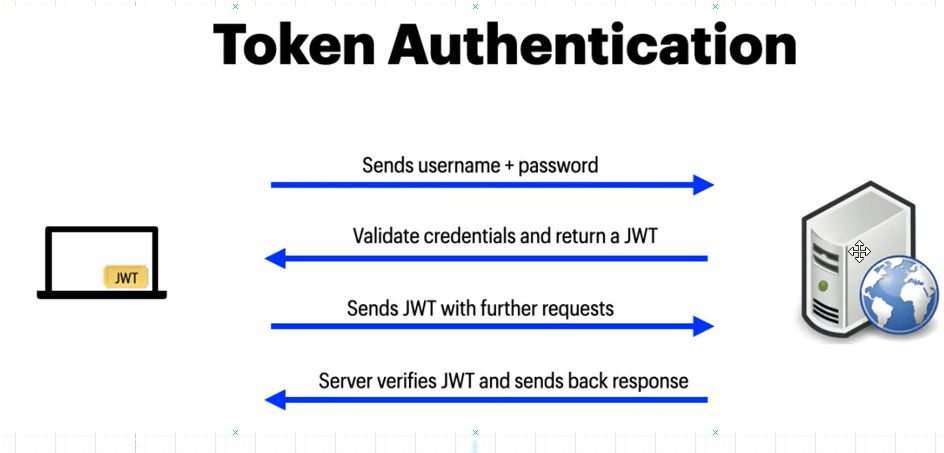 Token Authentication
Sends username + password
Validate credentials and return a JWT
JWT
Sends JWT with further requests
Server verifies JWT and sends back response